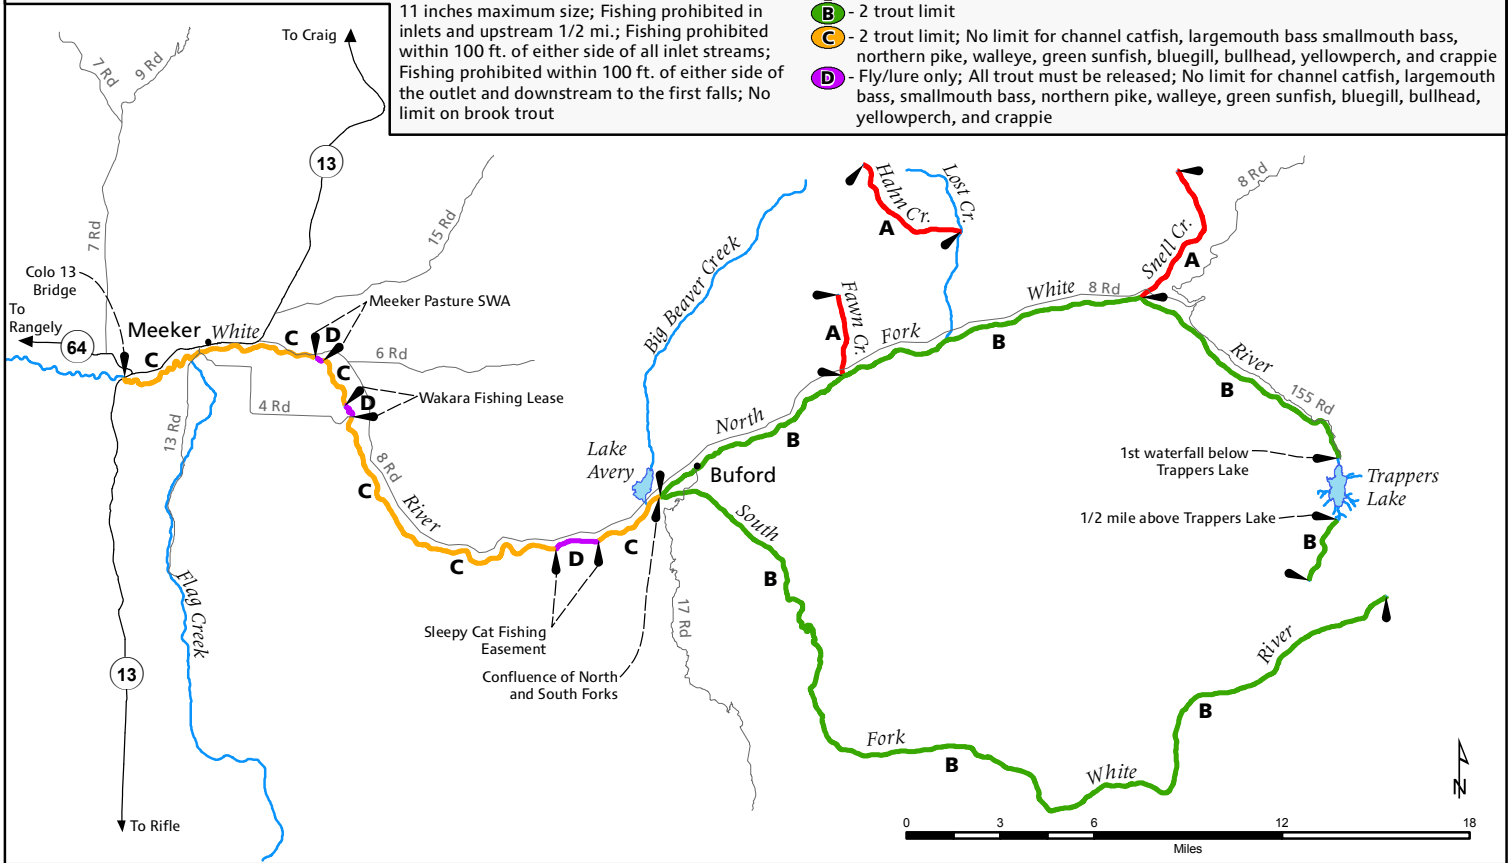 11 inches maximum size; Fishing prohibited in
inlets and upstream 1/2 mi.; Fishing prohibited
within 100 ft. of either side of all inlet streams;
Fishing prohibited within 100 ft. of either side of
the outlet and downstream to the first falls; No
limit on brook trout
B - 2 trout limit
C - 2 trout limit; No limit for channel catfish, largemouth bass smallmouth bass,
northern pike, walleye, green sunfish, bluegill, bullhead, yellowperch, and crappie
D - Fly/lure only; All trout must be released; No limit for channel catfish, largemouth
bass, smallmouth bass, northern pike, walleye, green sunfish, bluegill, bullhead,
yellowperch, and crappie
To Craig
7 Rd
9 Rd
13
15 Rd
7 Rd
Colo 13
Bridge
To
Rangely
64
Meeker
White
C
C
D
Meeker Pasture SWA
6 Rd
C
D
Wakara Fishing Lease
4 Rd
13 Rd
8 Rd
C
River
C
D
C
Flag Creek
Sleepy Cat Fishing
Easement
Confluence of North
and South Forks
13
To Rifle
Big Beaver Creek
Lake
Avery
Buford
17 Rd
Hahn Cr.
A
Lost Cr.
Fawn Cr.
A
Snell Cr.
A
8 Rd
North
B
Fork
B
White
8 Rd
River
B
155 Rd
1st waterfall below
Trappers Lake
Trappers
Lake
1/2 mile above Trappers Lake
B
South
B
Fork
B
White
B
River
N
0
3
6
12
18
Miles